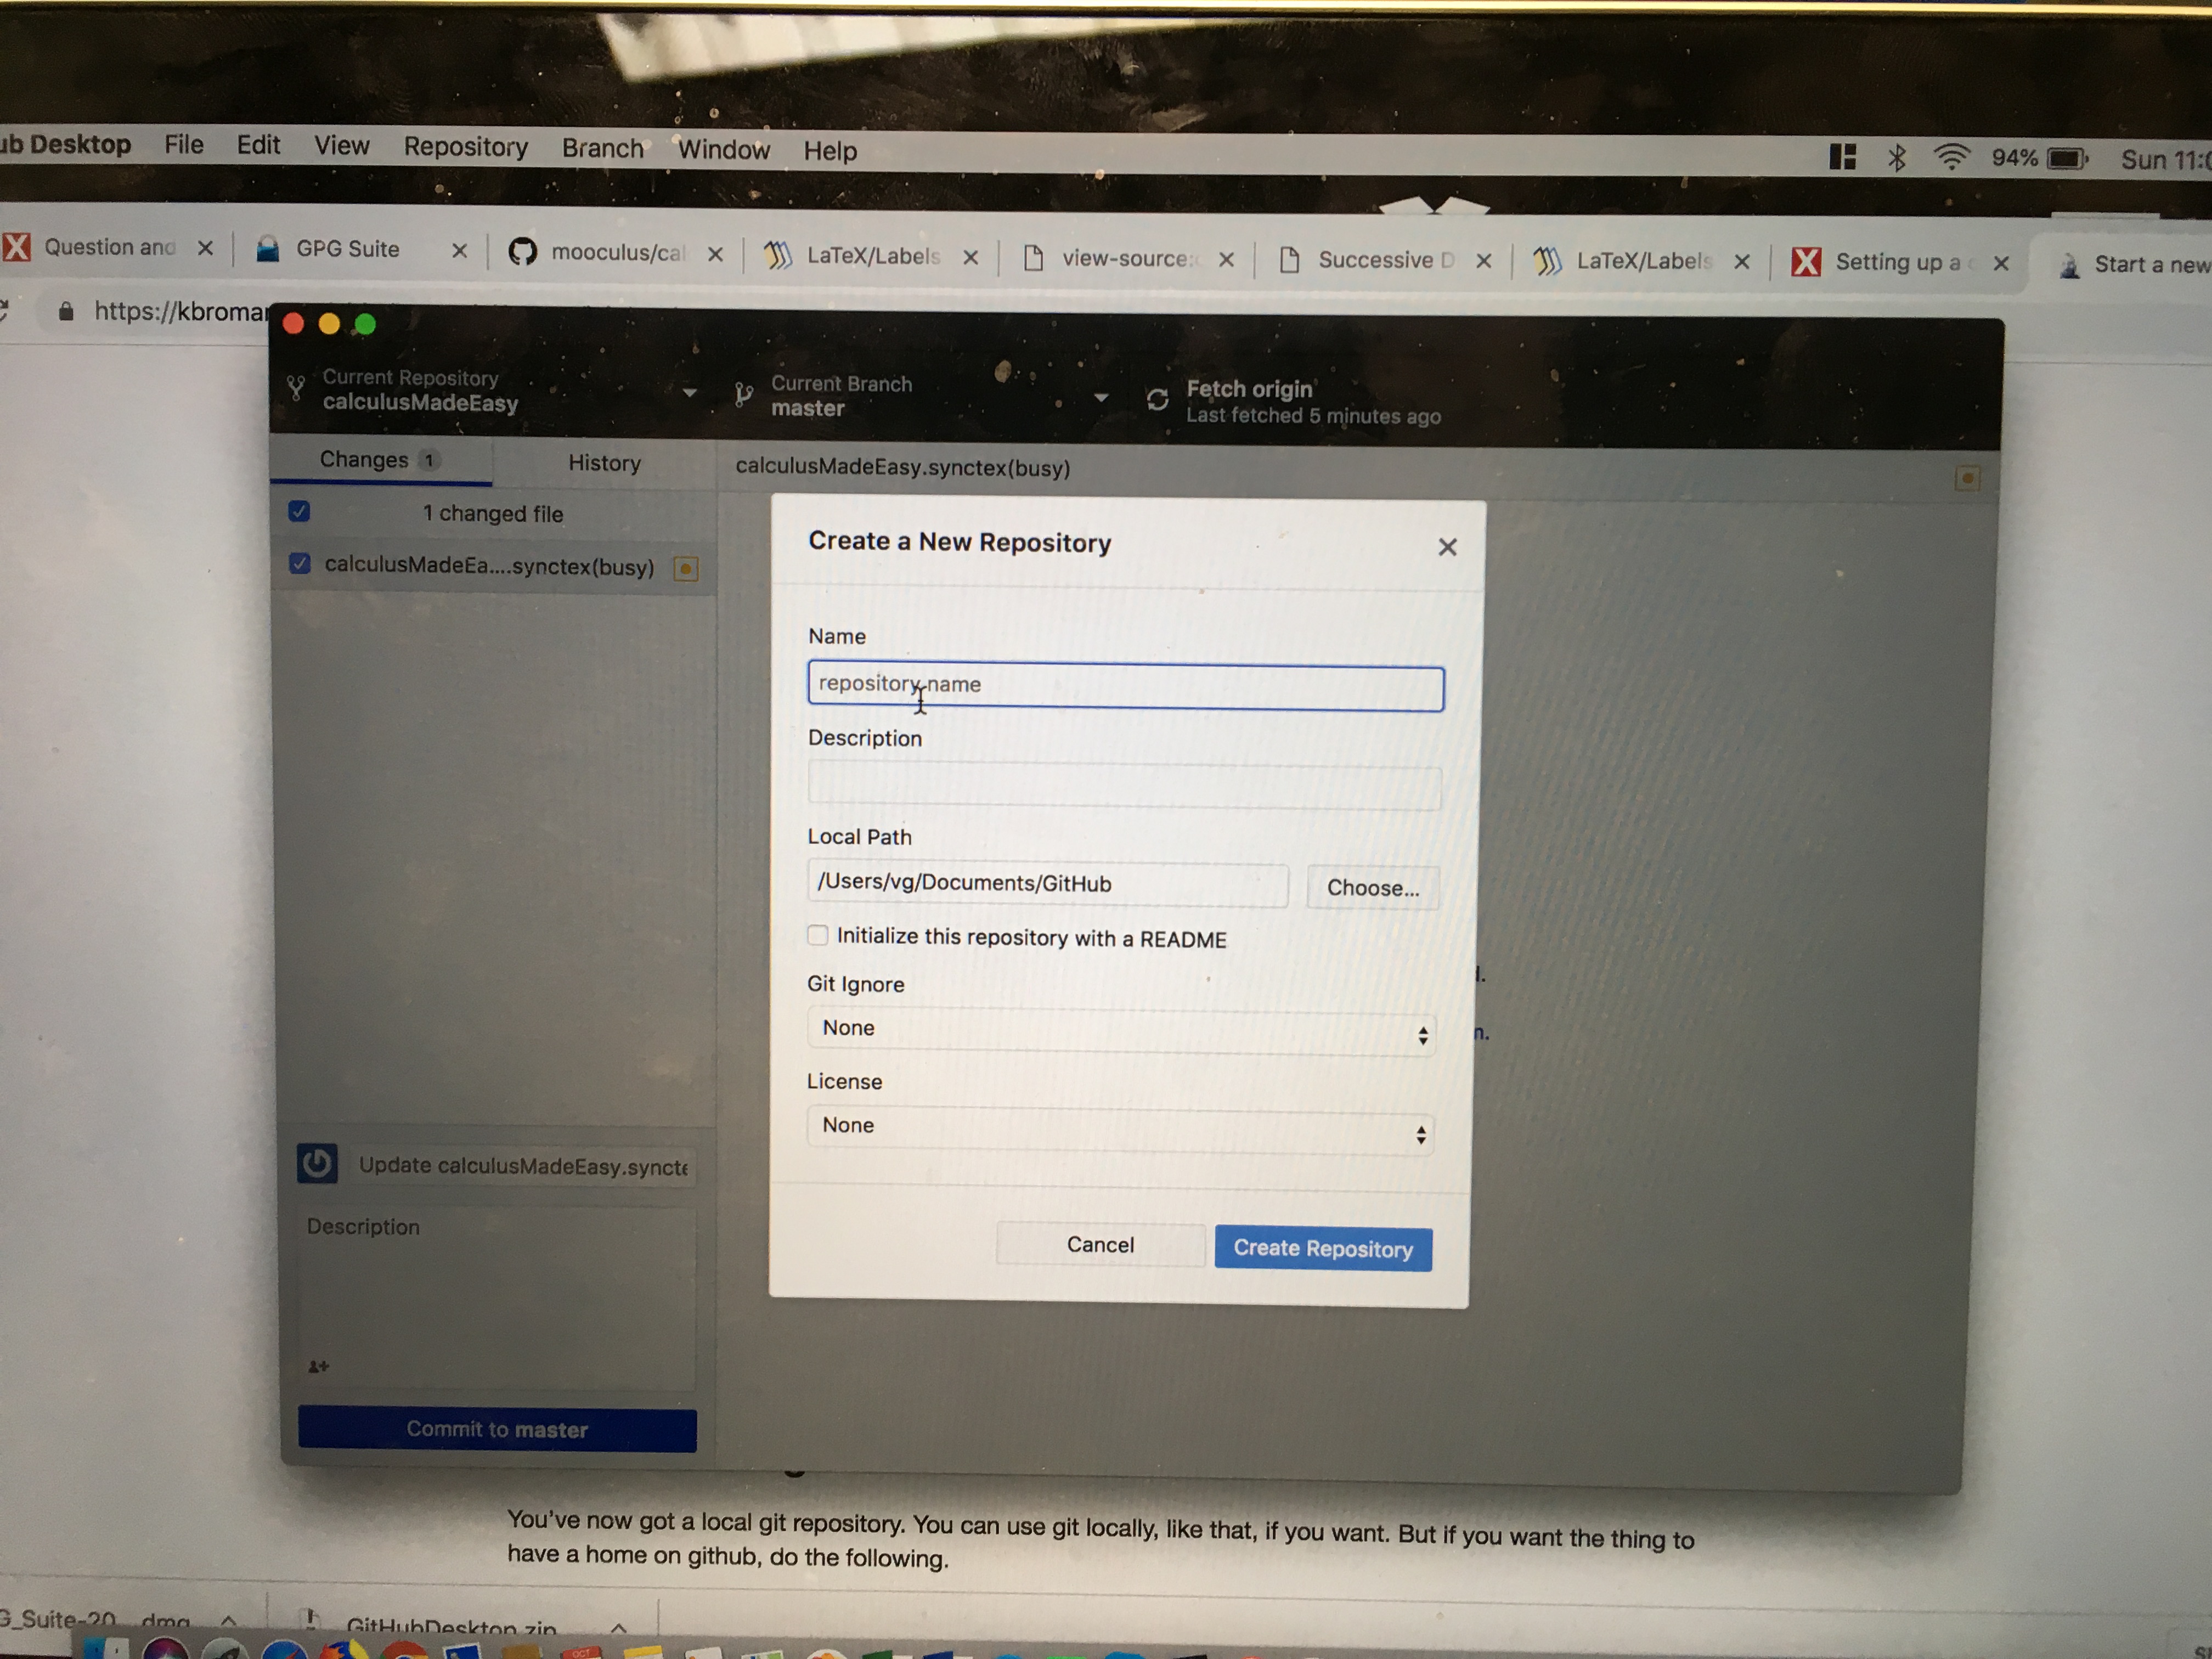 ub Desktop File Edit View Repository Branch Window Help 94% Sun 11:0
Question and GPG Suite mooculus/cal LaTeX/Labels view-source: Successive D LaTeX/Labels Setting up a c Start a new
https://kbroman
Current Repository
calculusMadeEasy
Current Branch
master
Fetch origin
Last fetched 5 minutes ago
Changes 1 History
calculusMadeEasy.synctex(busy)
1 changed file
calculusMadeEa....synctex(busy)
Create a New Repository
Name
repository name
Description
Local Path
/Users/vg/Documents/GitHub Choose...
Initialize this repository with a README
Git Ignore
None
License
None
Cancel Create Repository
l.
n.
Update calculusMadeEasy.syncte
Description
Commit to master
You've now got a local git repository. You can use git locally, like that, if you want. But if you want the thing to
have a home on github, do the following.
G_Suite-20....dmg GitHubDesktop.zip
OCT